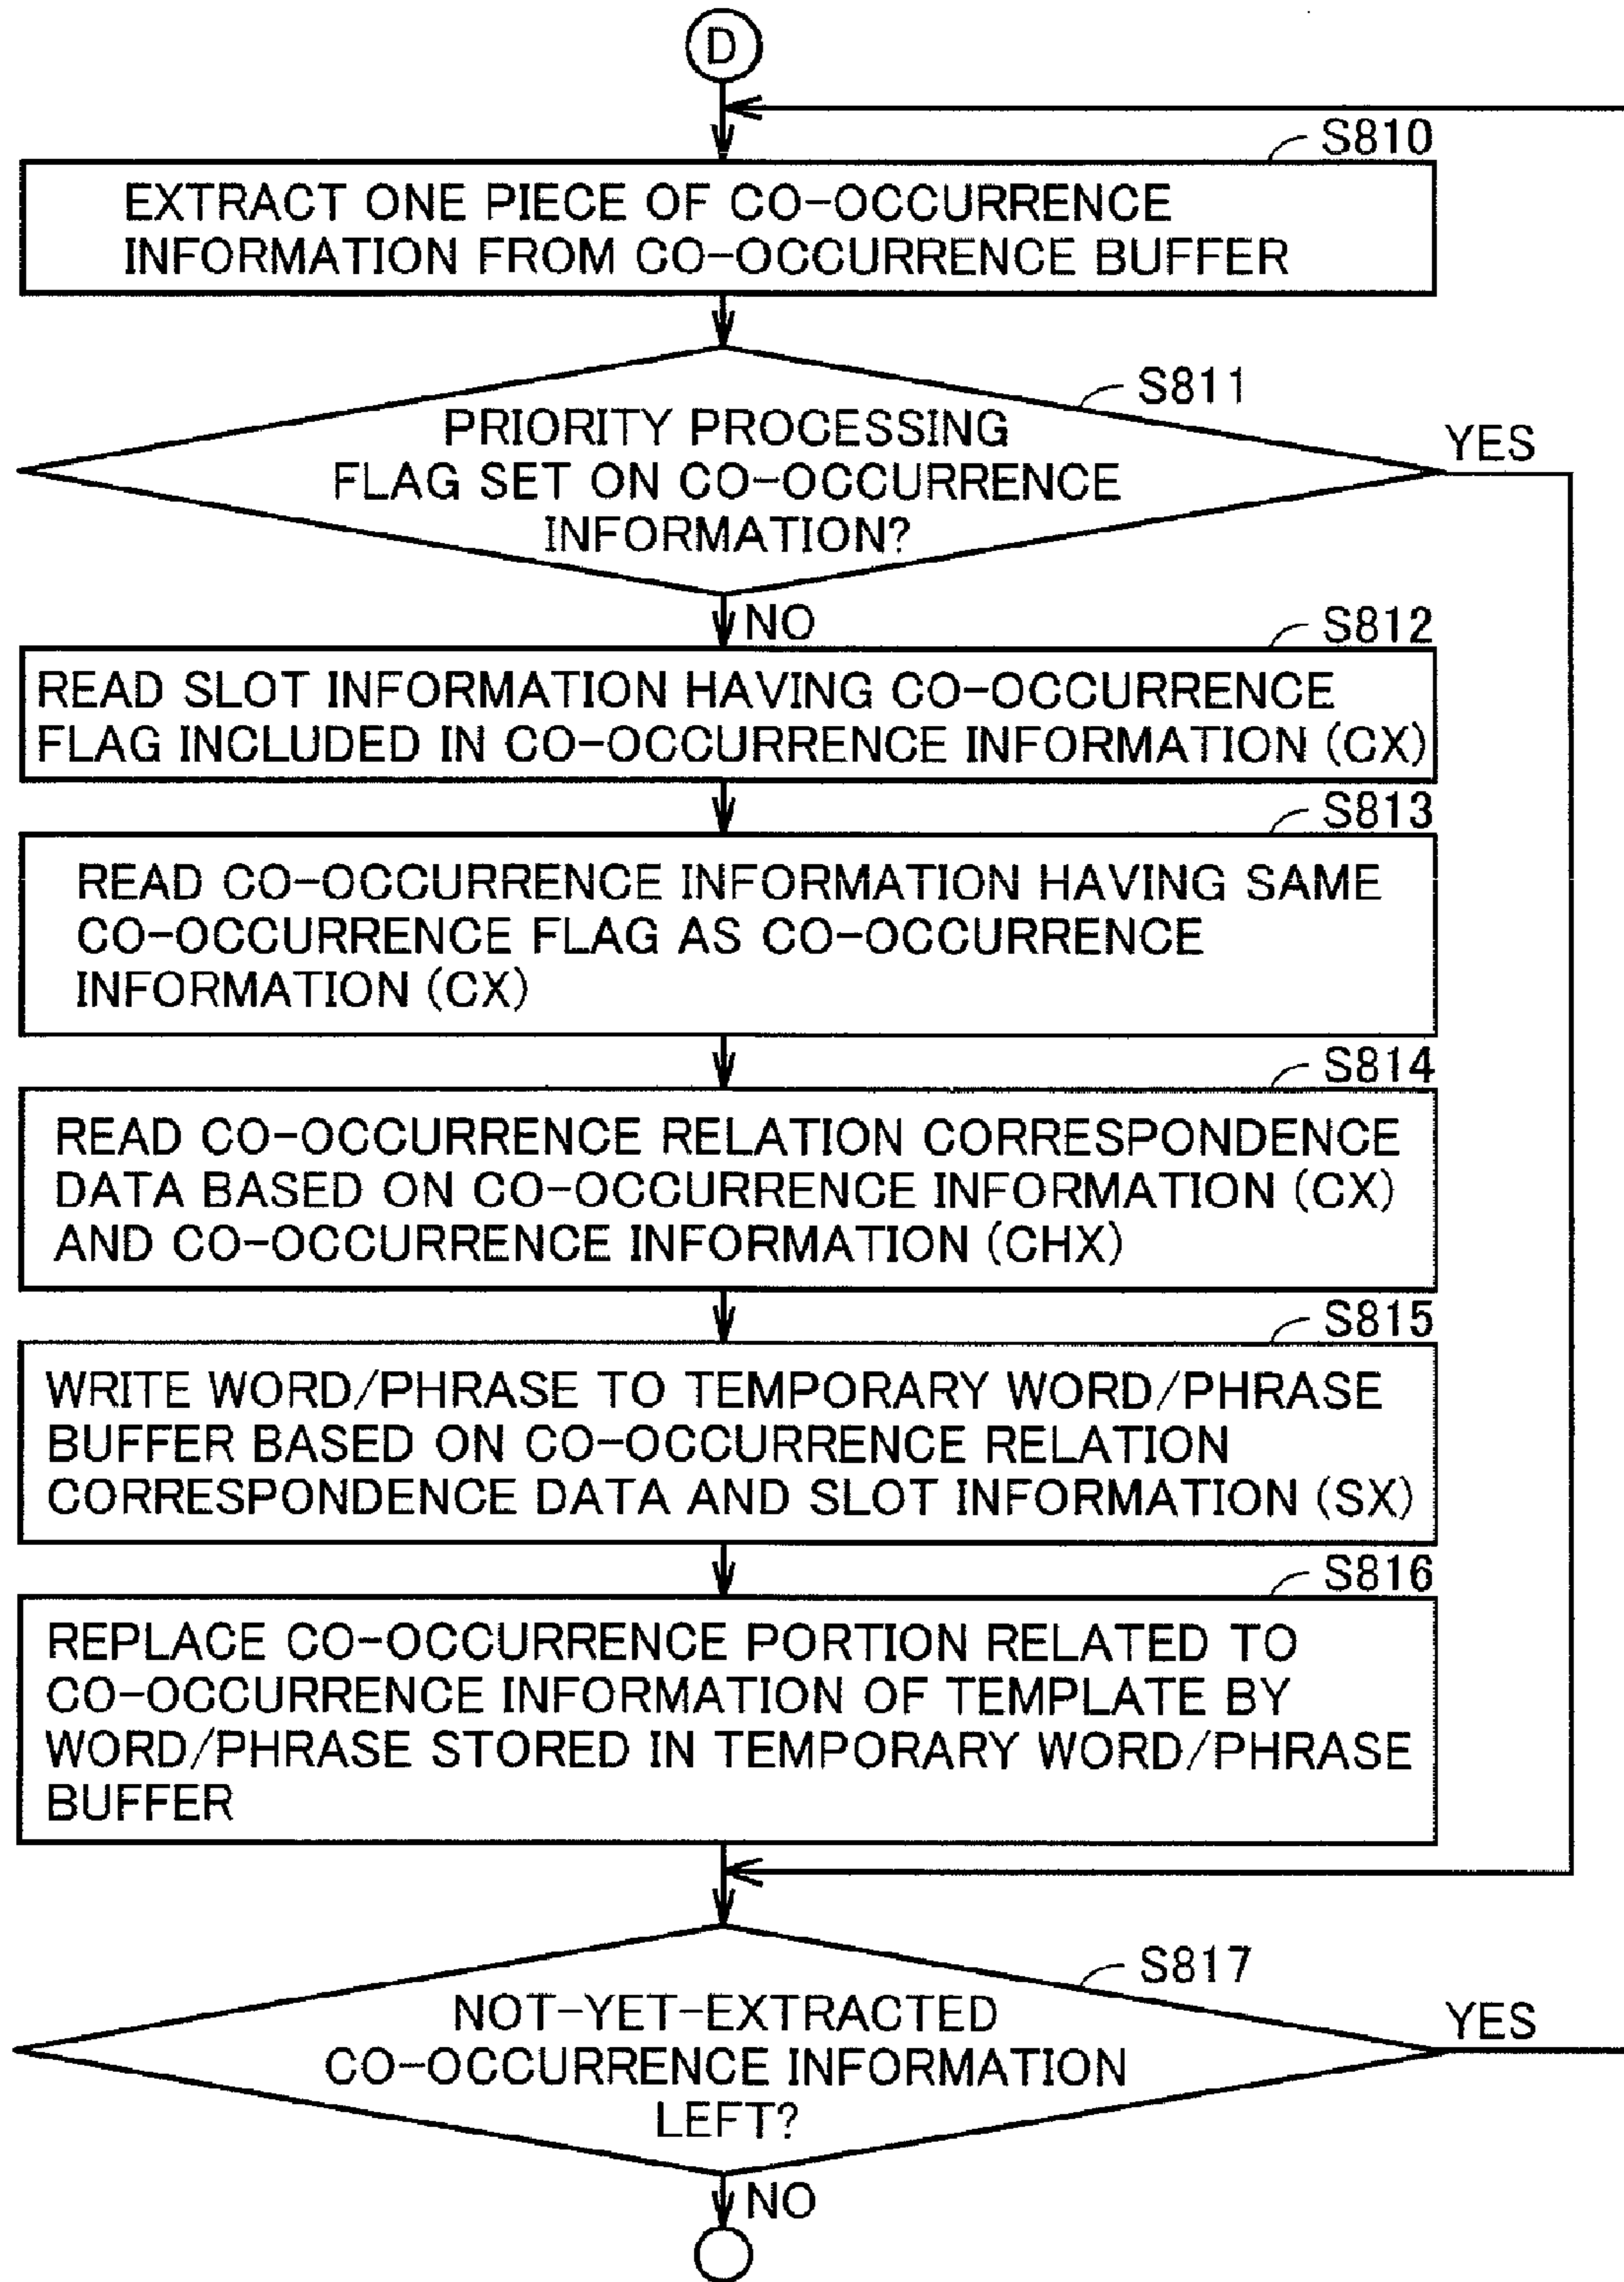 D
S810
EXTRACT ONE PIECE OF CO-OCCURRENCE
INFORMATION FROM CO-OCCURRENCE BUFFER
S811
PRIORITY PROCESSING
FLAG SET ON CO-OCCURRENCE
INFORMATION?
YES
NO
S812
READ SLOT INFORMATION HAVING CO-OCCURRENCE
FLAG INCLUDED IN CO-OCCURRENCE INFORMATION (CX)
S813
READ CO-OCCURRENCE INFORMATION HAVING SAME
CO-OCCURRENCE FLAG AS CO-OCCURRENCE
INFORMATION (CX)
S814
READ CO-OCCURRENCE RELATION CORRESPONDENCE
DATA BASED ON CO-OCCURRENCE INFORMATION (CX)
AND CO-OCCURRENCE INFORMATION (CHX)
S815
WRITE WORD/PHRASE TO TEMPORARY WORD/PHRASE
BUFFER BASED ON CO-OCCURRENCE RELATION
CORRESPONDENCE DATA AND SLOT INFORMATION (SX)
S816
REPLACE CO-OCCURRENCE PORTION RELATED TO
CO-OCCURRENCE INFORMATION OF TEMPLATE BY
WORD/PHRASE STORED IN TEMPORARY WORD/PHRASE
BUFFER
S817
NOT-YET-EXTRACTED
CO-OCCURRENCE INFORMATION
LEFT?
YES
NO